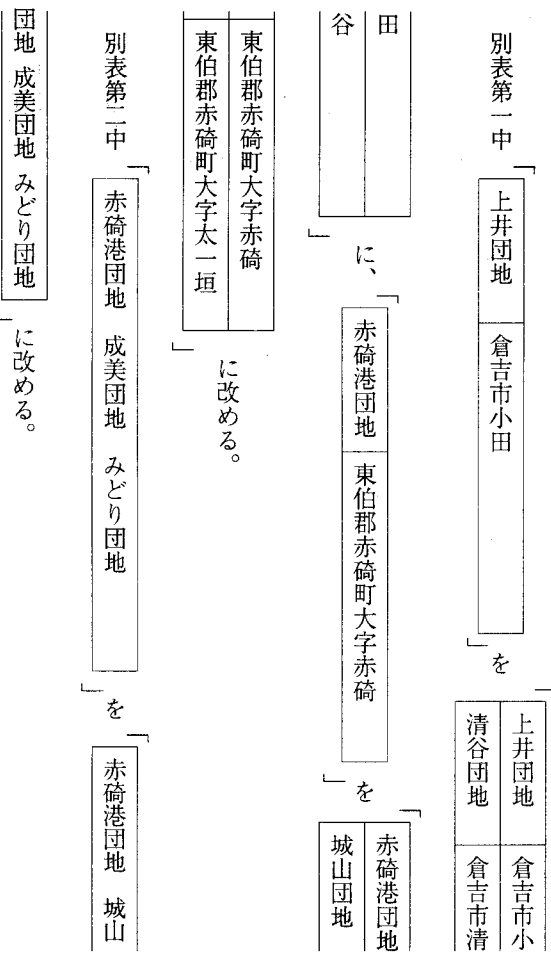 別表第一中「上井団地 倉吉市小田」を「上井団地 倉吉市小
清谷団地 倉吉市清
田
谷」に、「赤碕港団地 東伯郡赤碕町大字赤碕」を「赤碕港団地
城山団地
東伯郡赤碕町大字赤碕
東伯郡赤碕町大字太一垣」に改める。
別表第二中「赤碕港団地 成美団地 みどり団地」を「赤碕港団地 城山
団地 成美団地 みどり団地」に改める。